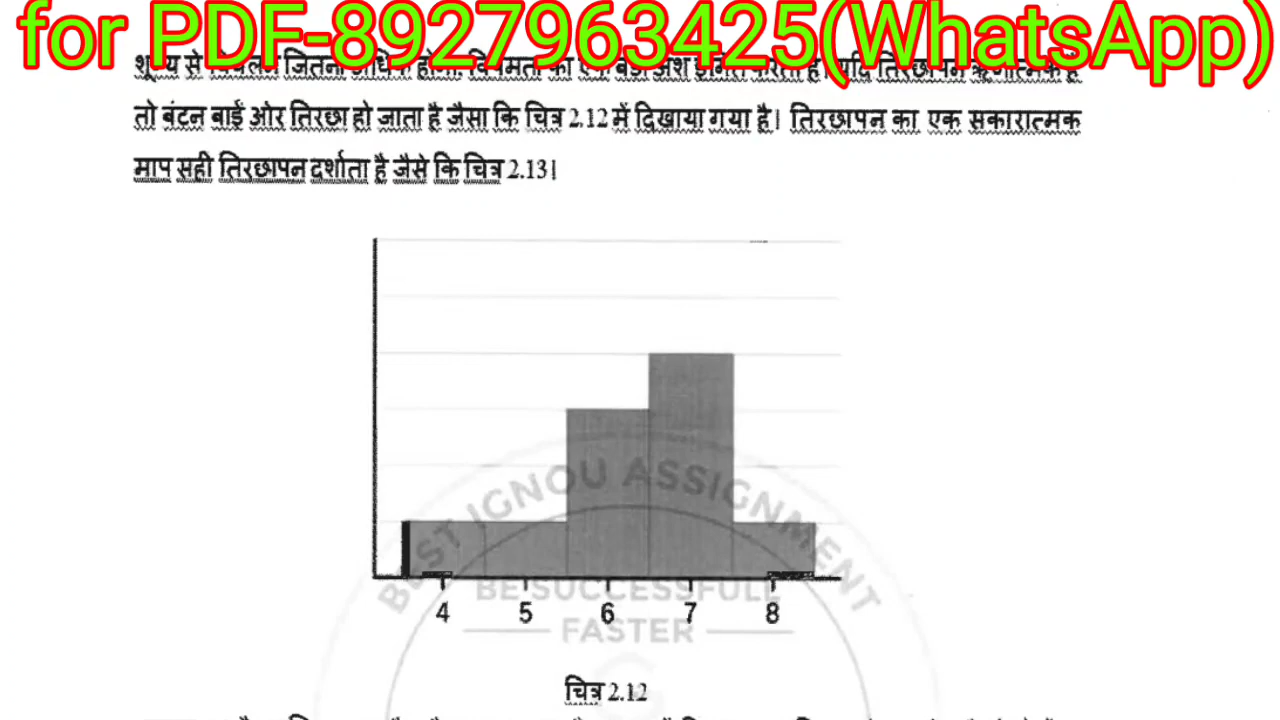 for PDF-8927963425(WhatsApp)
शून्य से जितना होगा,
तो बंटन बाई ओर तिरछा हो जाता है जैसा कि चित्र 2.12 में दिखाया गया है। तिरछापन का एक सकारात्मक
माप सही तिरछापन दर्शाता है जैसे कि चित्र 2.13।
BEST IGNOU ASSIGNMENT
BE SUCCESSFULL
4 5 6 7 8
FASTER
चित्र 2.12